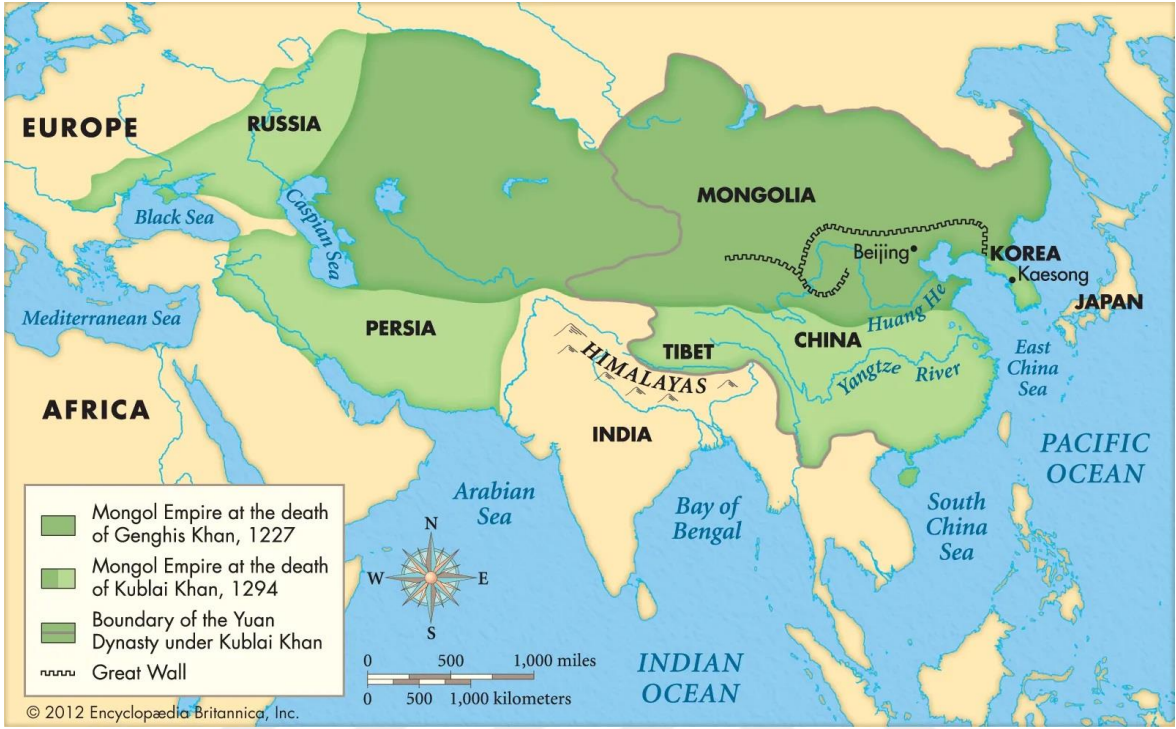 EUROPE
RUSSIA
MONGOLIA
Black Sea
Caspian Sea
Beijing
KOREA
Kaesong
JAPAN
Mediterranean Sea
PERSIA
TIBET
CHINA
Huang He
HIMALAYAS
Yangtze River
East
China
Sea
AFRICA
INDIA
PACIFIC
OCEAN
Arabian
Sea
Bay of
Bengal
South
China
Sea
Mongol Empire at the death
of Genghis Khan, 1227
Mongol Empire at the death
of Kublai Khan, 1294
Boundary of the Yuan
Dynasty under Kublai Khan
Great Wall
N
W E
S
0 500 1,000 miles
0 500 1,000 kilometers
INDIAN
OCEAN
© 2012 Encyclopædia Britannica, Inc.